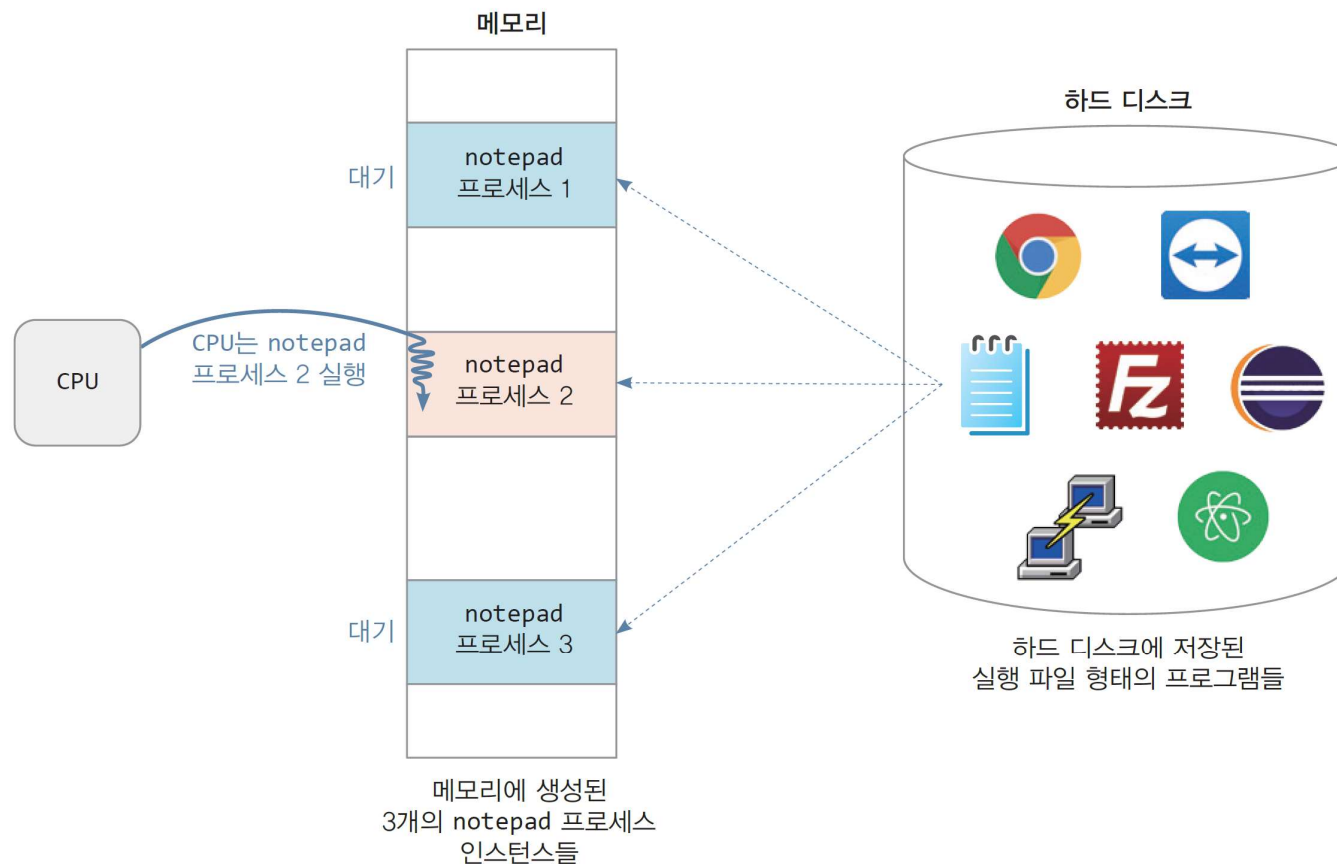 메모리
하드 디스크
대기
notepad
프로세스 1
CPU
CPU는 notepad
프로세스 2 실행
notepad
프로세스 2
Fz
대기
notepad
프로세스 3
하드 디스크에 저장된
실행 파일 형태의 프로그램들
메모리에 생성된
3개의 notepad 프로세스
인스턴스들